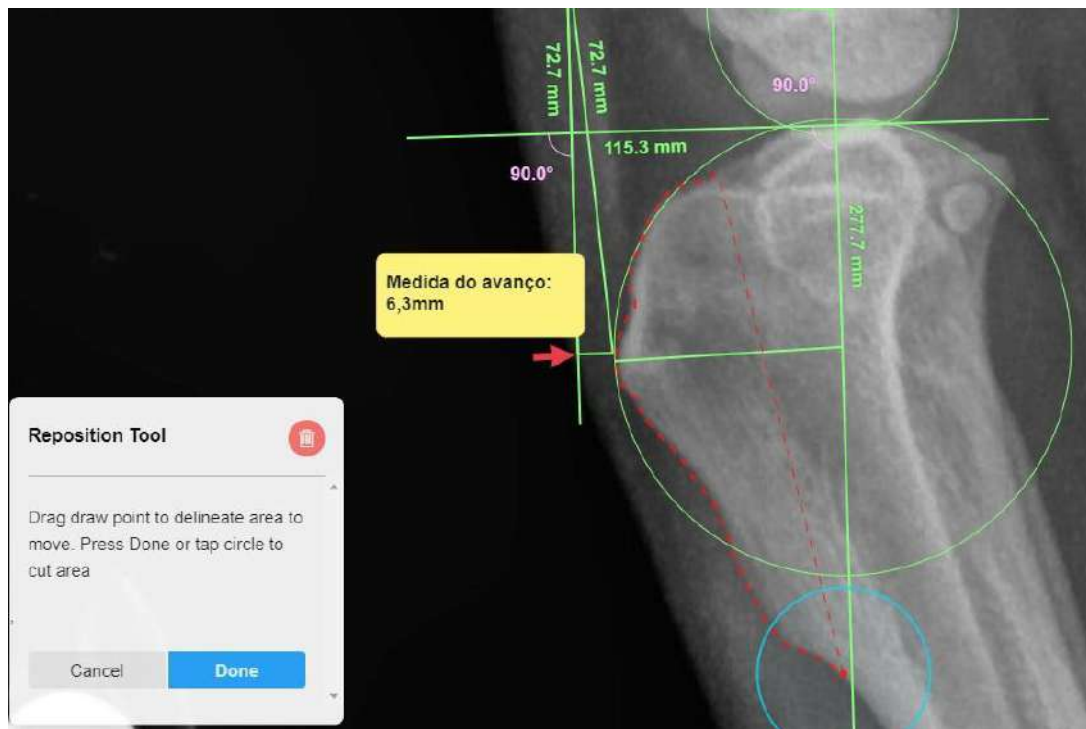 72.7 mm
72.7 mm
90.0°
115.3 mm
90.0°
277.7 mm
Medida do avanço:
6,3mm
Reposition Tool
Drag draw point to delineate area to
move. Press Done or tap circle to
cut area
Cancel
Done